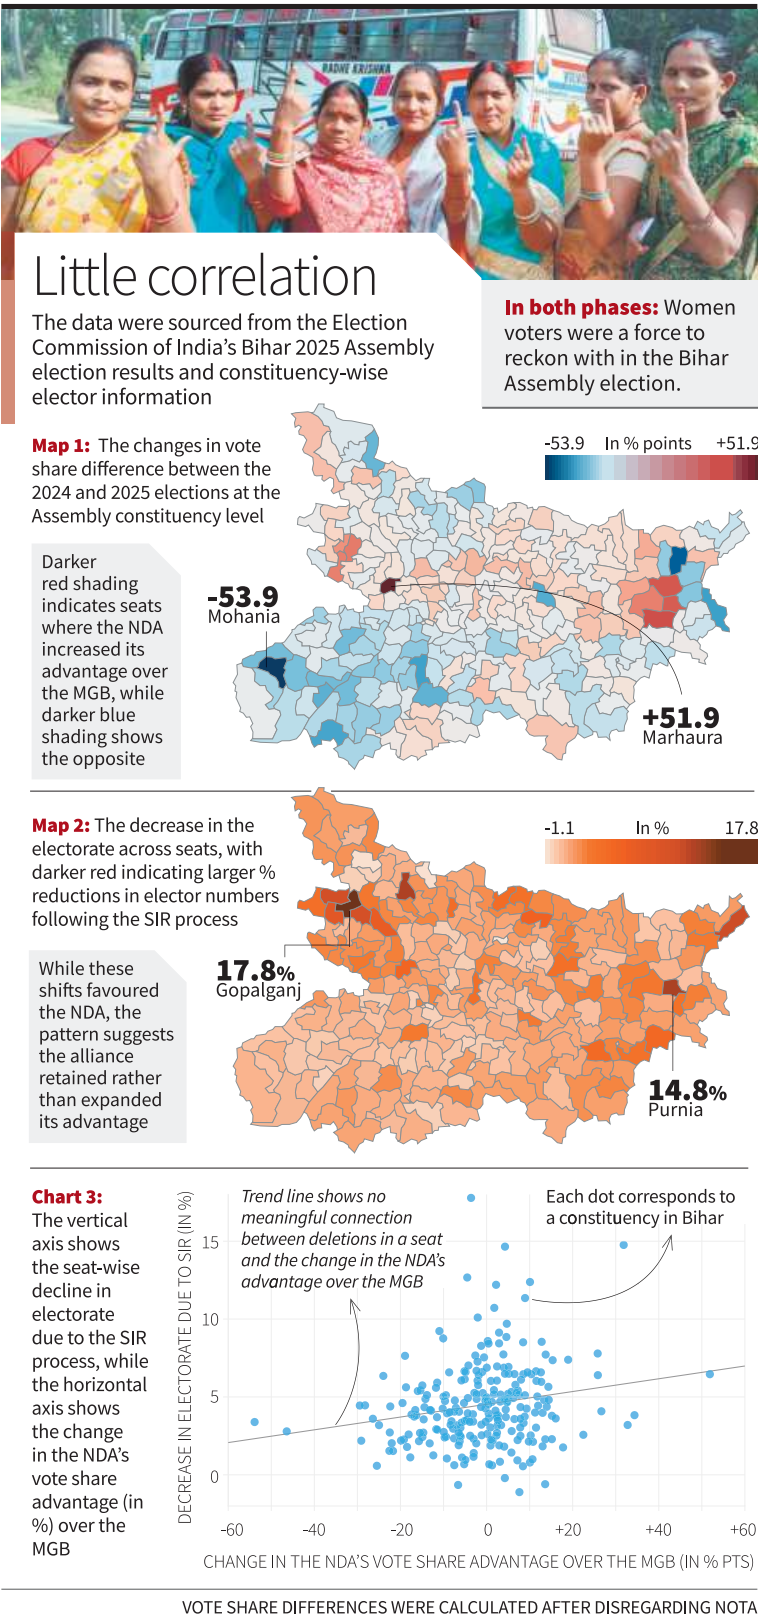 RADHE KRISHNA
Little correlation
The data were sourced from the Election
Commission of India's Bihar 2025 Assembly
election results and constituency-wise
elector information
In both phases: Women
voters were a force to
reckon with in the Bihar
Assembly election.
Map 1: The changes in vote
share difference between the
2024 and 2025 elections at the
Assembly constituency level
-53.9 In % points +51.9
Darker
red shading
indicates seats
where the NDA
increased its
advantage over
the MGB, while
darker blue
shading shows
the opposite
-53.9
Mohania
+51.9
Marhaura
Map 2: The decrease in the
electorate across seats, with
darker red indicating larger %
reductions in elector numbers
following the SIR process
-1.1 In % 17.8
While these
shifts favoured
the NDA, the
pattern suggests
the alliance
retained rather
than expanded
its advantage
17.8%
Gopalganj
14.8%
Purnia
Chart 3:
The vertical
axis shows
the seat-wise
decline in
electorate
due to the SIR
process, while
the horizontal
axis shows
the change
in the NDA's
vote share
advantage (in
%) over the
MGB
DECREASE IN ELECTORATE DUE TO SIR (IN %)
Trend line shows no
meaningful connection
between deletions in a seat
and the change in the NDA's
advantage over the MGB
Each dot corresponds to
a constituency in Bihar
15
10
5
0
-60 -40 -20 0 +20 +40 +60
CHANGE IN THE NDA'S VOTE SHARE ADVANTAGE OVER THE MGB (IN % PTS)
VOTE SHARE DIFFERENCES WERE CALCULATED AFTER DISREGARDING NOTA